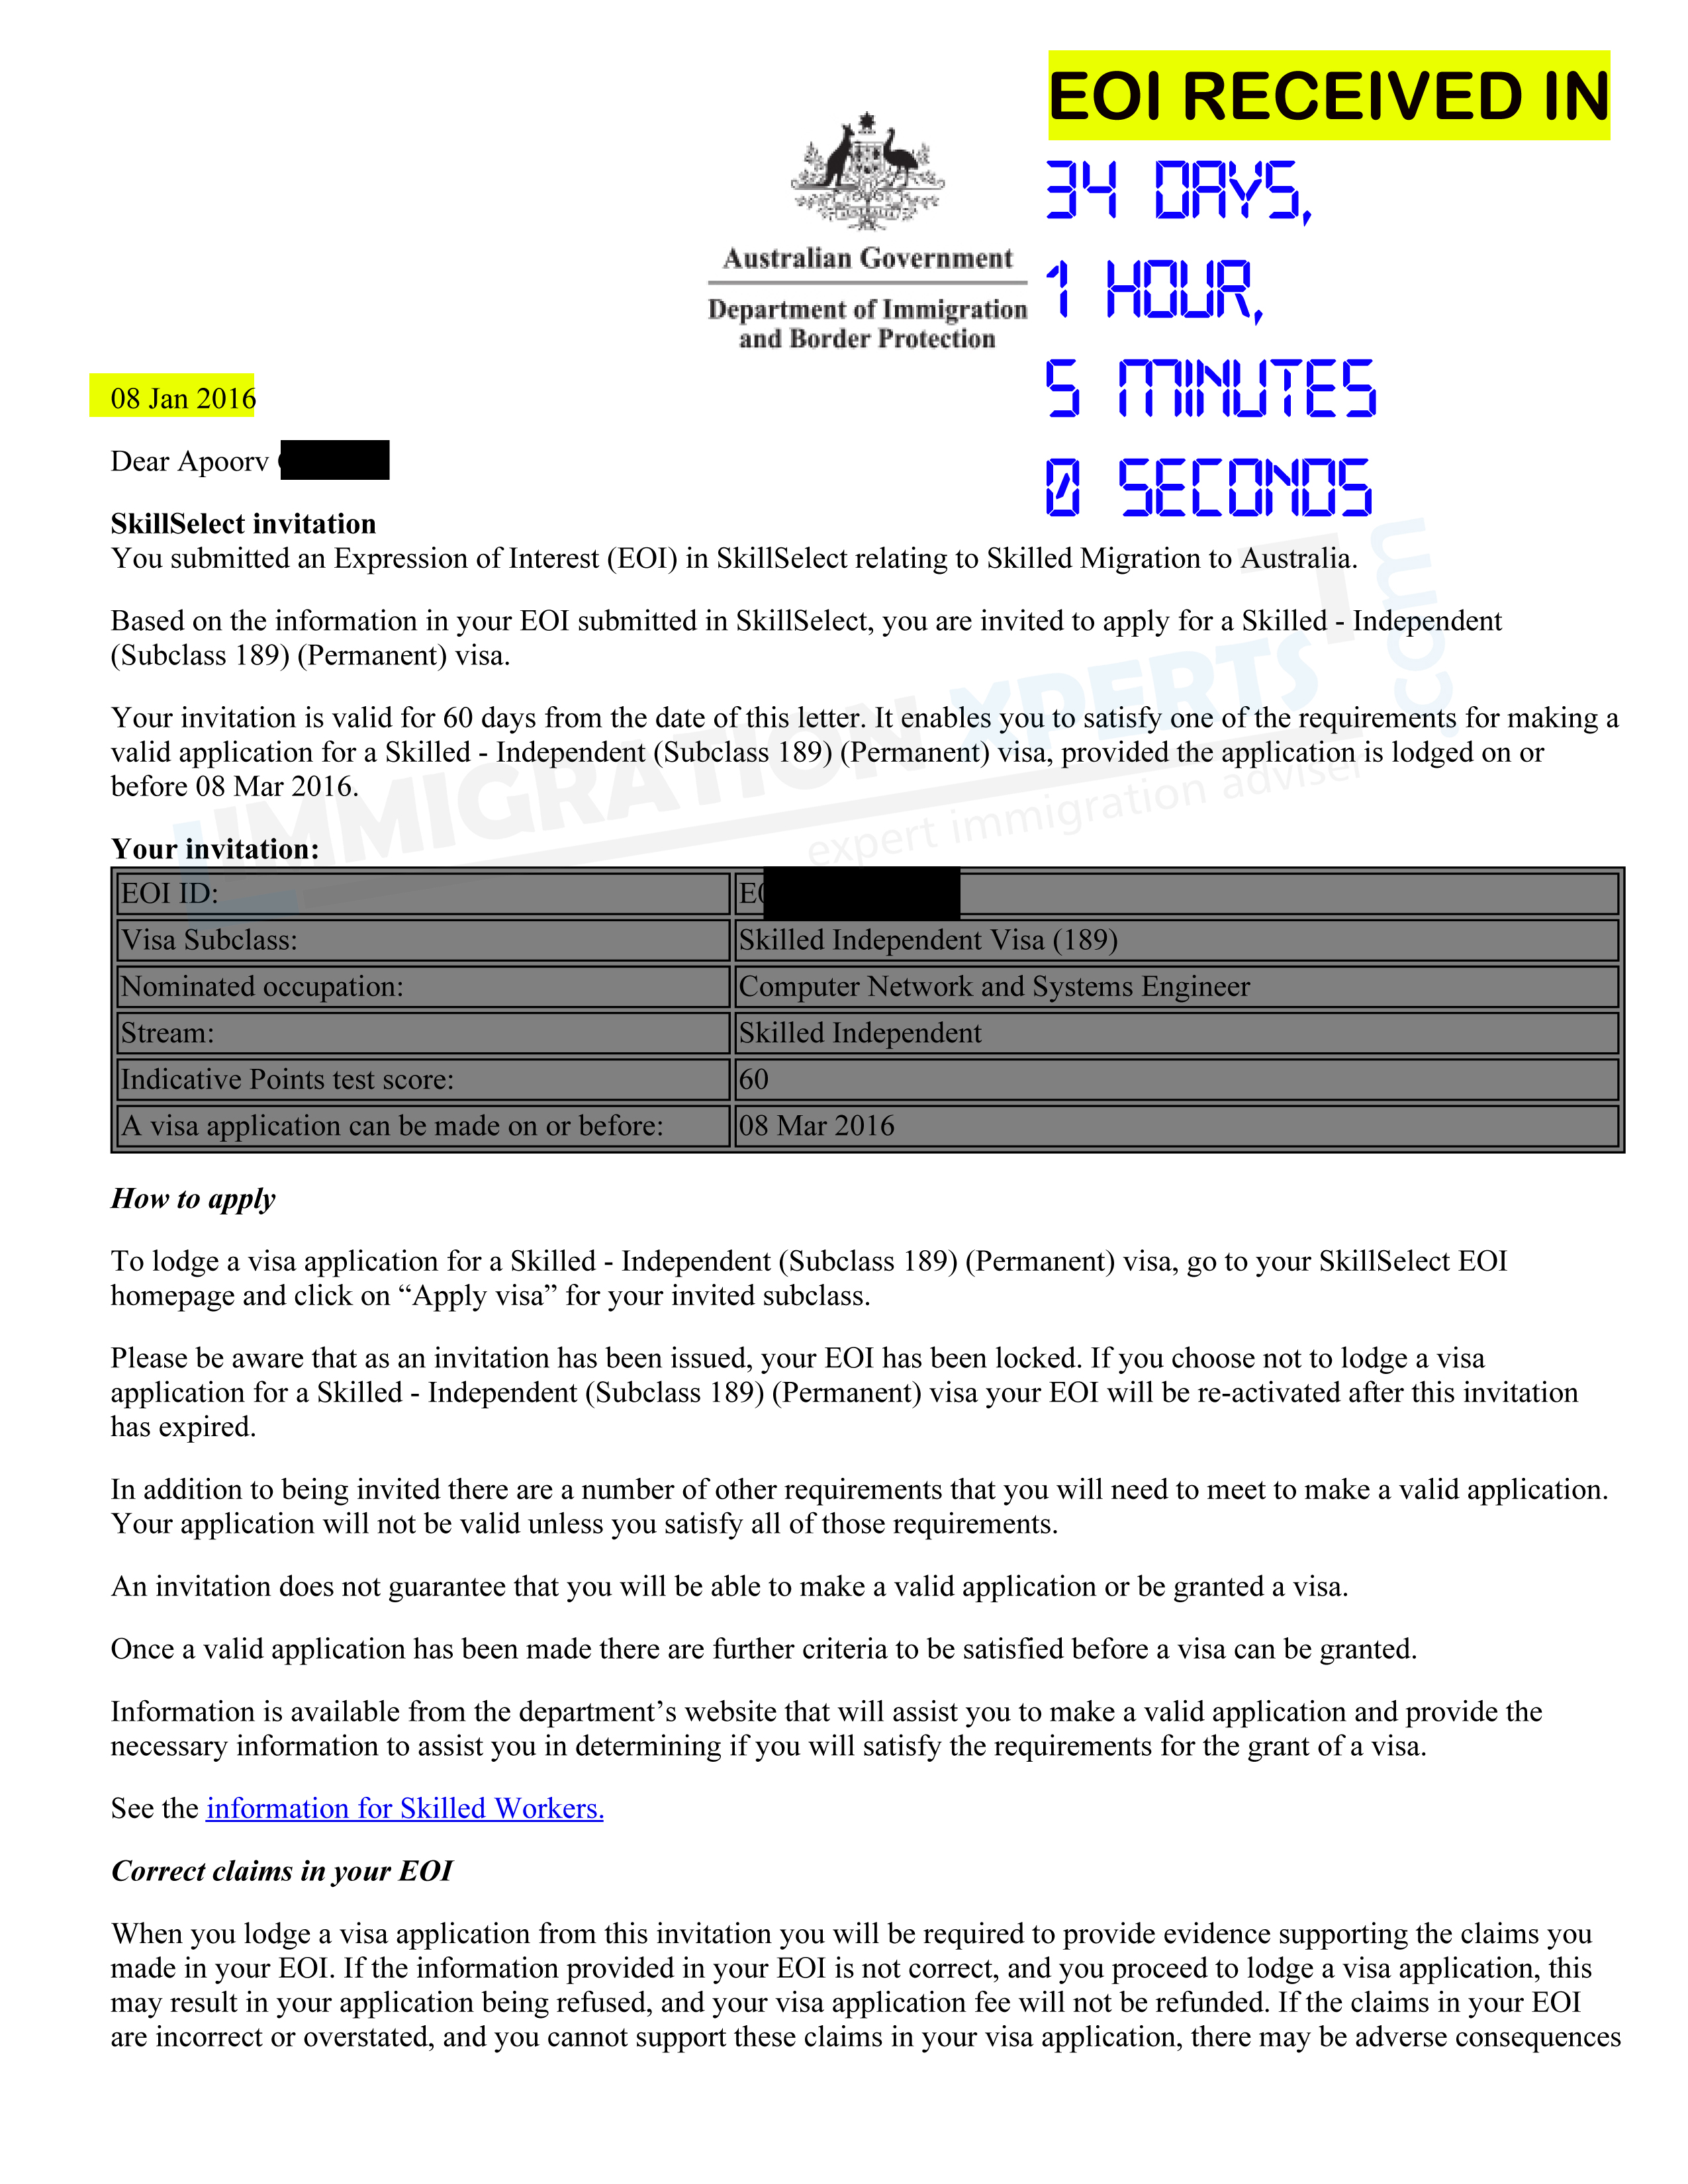 EOI RECEIVED IN
34 DAYS,
1 HOUR,
5 MINUTES
0 SECONDS
AUSTRALIA
Australian Government
Department of Immigration
and Border Protection
08 Jan 2016
Dear Apoorv
SkillSelect invitation
You submitted an Expression of Interest (EOI) in SkillSelect relating to Skilled Migration to Australia.
Based on the information in your EOI submitted in SkillSelect, you are invited to apply for a Skilled - Independent
(Subclass 189) (Permanent) visa.
Your invitation is valid for 60 days from the date of this letter. It enables you to satisfy one of the requirements for making a
valid application for a Skilled - Independent (Subclass 189) (Permanent) visa, provided the application is lodged on or
before 08 Mar 2016.
IMMIGRATION XPERTS .com
expert immigration adviser
Your invitation:
EOI ID: E0
Visa Subclass: Skilled Independent Visa (189)
Nominated occupation: Computer Network and Systems Engineer
Stream: Skilled Independent
Indicative Points test score: 60
A visa application can be made on or before: 08 Mar 2016
How to apply
To lodge a visa application for a Skilled - Independent (Subclass 189) (Permanent) visa, go to your SkillSelect EOI
homepage and click on “Apply visa” for your invited subclass.
Please be aware that as an invitation has been issued, your EOI has been locked. If you choose not to lodge a visa
application for a Skilled - Independent (Subclass 189) (Permanent) visa your EOI will be re-activated after this invitation
has expired.
In addition to being invited there are a number of other requirements that you will need to meet to make a valid application.
Your application will not be valid unless you satisfy all of those requirements.
An invitation does not guarantee that you will be able to make a valid application or be granted a visa.
Once a valid application has been made there are further criteria to be satisfied before a visa can be granted.
Information is available from the department’s website that will assist you to make a valid application and provide the
necessary information to assist you in determining if you will satisfy the requirements for the grant of a visa.
See the information for Skilled Workers.
Correct claims in your EOI
When you lodge a visa application from this invitation you will be required to provide evidence supporting the claims you
made in your EOI. If the information provided in your EOI is not correct, and you proceed to lodge a visa application, this
may result in your application being refused, and your visa application fee will not be refunded. If the claims in your EOI
are incorrect or overstated, and you cannot support these claims in your visa application, there may be adverse consequences